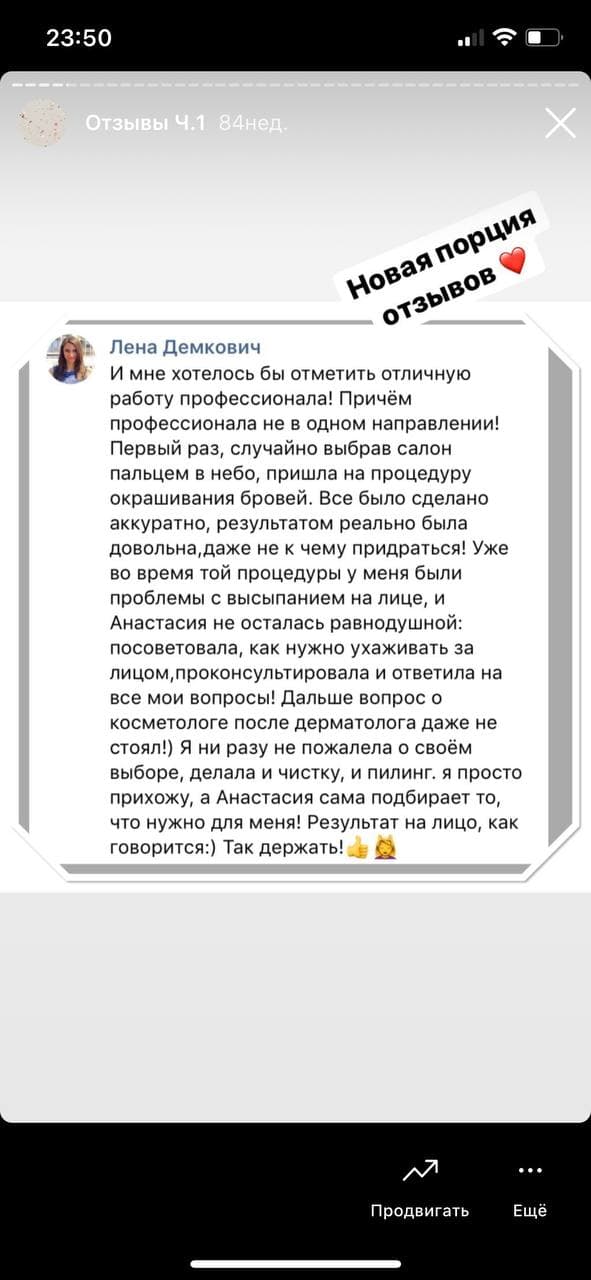 23:50
Отзывы Ч.1 84нед.
Новая порция
отзывов ❤️
Лена Демкович
И мне хотелось бы отметить отличную
работу профессионала! Причём
профессионала не в одном направлении!
Первый раз, случайно выбрав салон
пальцем в небо, пришла на процедуру
окрашивания бровей. Все было сделано
аккуратно, результатом реально была
довольна,даже не к чему придраться! Уже
во время той процедуры у меня были
проблемы с высыпанием на лице, и
Анастасия не осталась равнодушной:
посоветовала, как нужно ухаживать за
лицом,проконсультировала и ответила на
все мои вопросы! Дальше вопрос о
косметологе после дерматолога даже не
стоял!) Я ни разу не пожалела о своём
выборе, делала и чистку, и пилинг. я просто
прихожу, а Анастасия сама подбирает то,
что нужно для меня! Результат на лицо, как
говорится:) Так держать!👍💆
Продвигать
Ещё